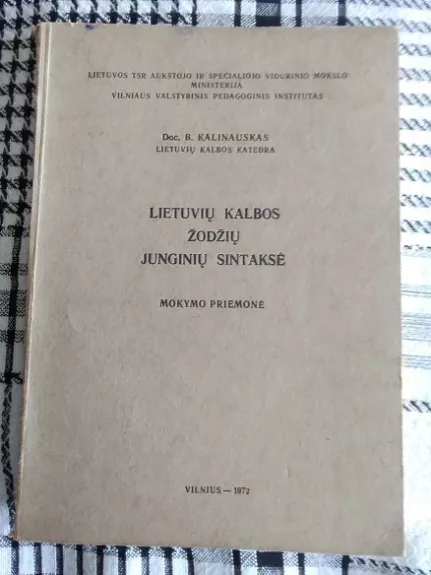 LIETUVOS TSR AUKŠTOJO IR SPECIALIOJO VIDURINIO MOKSLO
MINISTERIJA
VILNIAUS VALSTYBINIS PEDAGOGINIS INSTITUTAS
Doc. B. KALINAUSKAS
LIETUVIŲ KALBOS KATEDRA
LIETUVIŲ KALBOS
ŽODŽIŲ
JUNGINIŲ SINTAKSĖ
MOKYMO PRIEMONĖ
VILNIUS — 1972